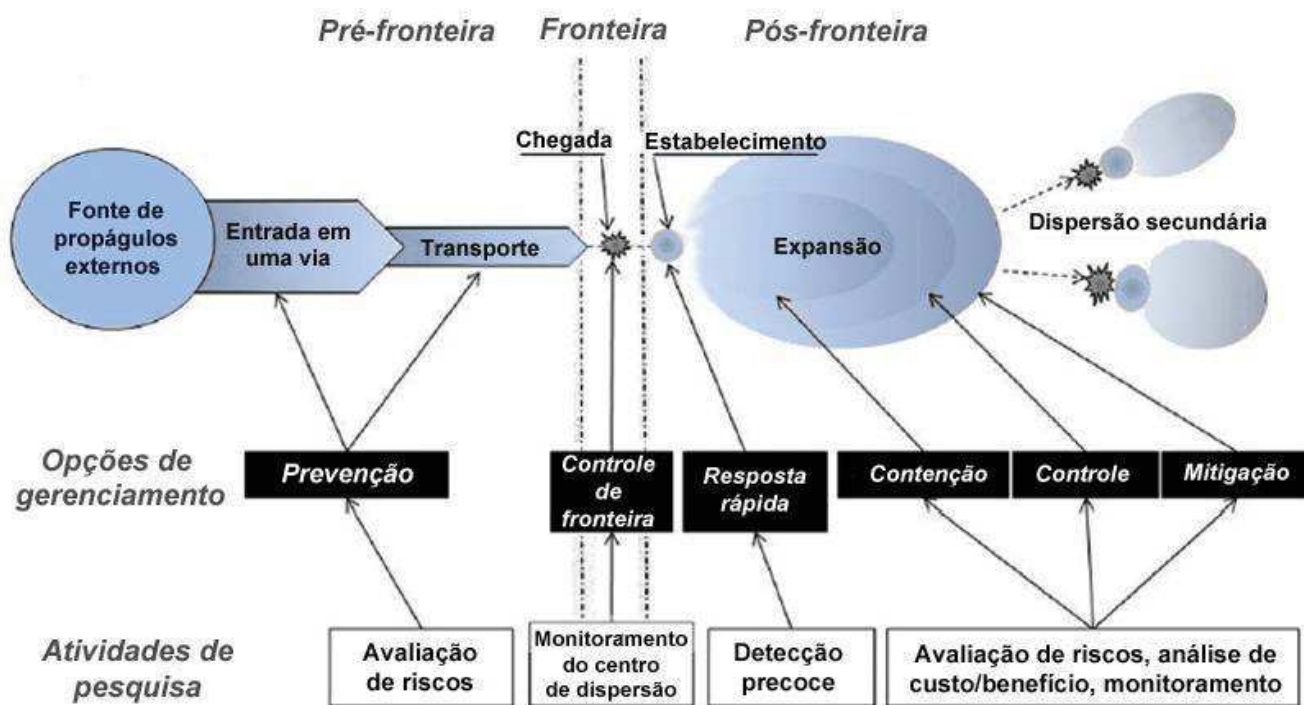 Pré-fronteira
Fronteira
Pós-fronteira
Chegada
Estabelecimento
Fonte de
propágulos
externos
Entrada em
uma via
Transporte
Expansão
Dispersão secundária
Opções de
gerenciamento
Prevenção
Controle
de
fronteira
Resposta
rápida
Contenção
Controle
Mitigação
Atividades de
pesquisa
Avaliação
de riscos
Monitoramento
do centro
de dispersão
Detecção
precoce
Avaliação de riscos, análise de
custo/benefício, monitoramento